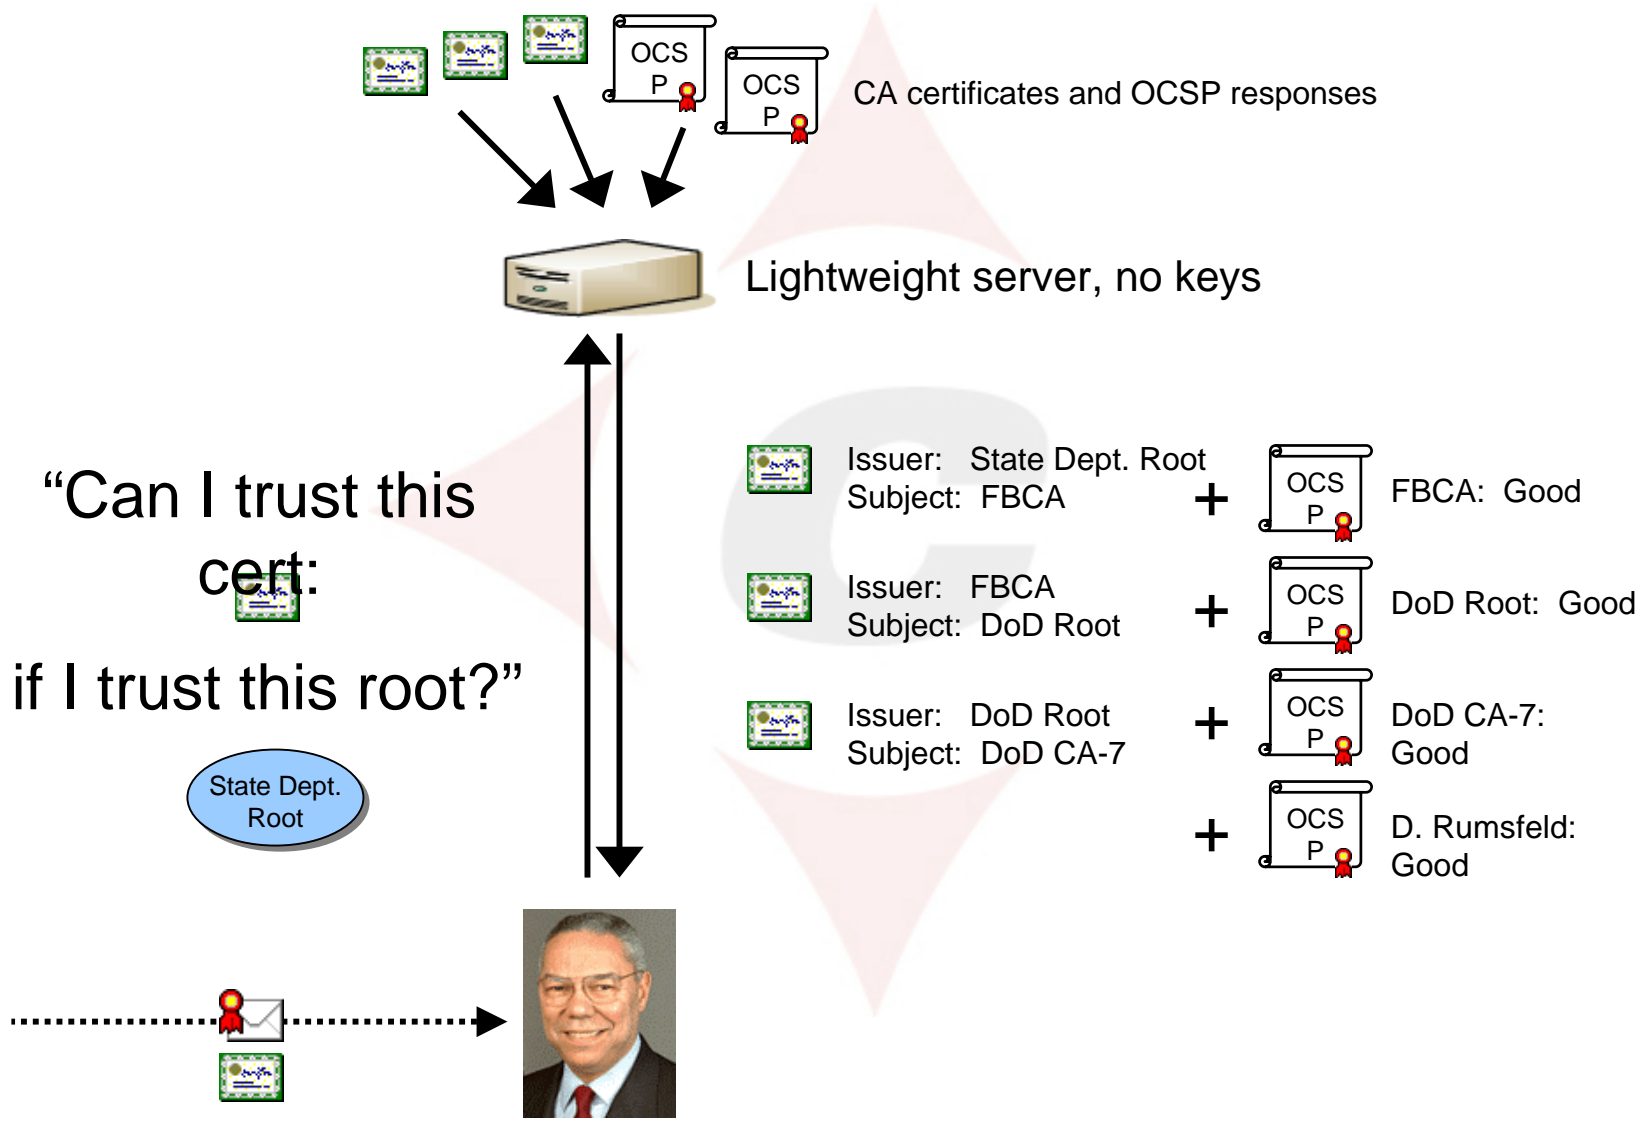 OCS
P
OCS
P
CA certificates and OCSP responses
Lightweight server, no keys
“Can I trust this
cert:
if I trust this root?”
State Dept.
Root
Issuer: State Dept. Root
Subject: FBCA
+
OCS
P
FBCA: Good
Issuer: FBCA
Subject: DoD Root
+
OCS
P
DoD Root: Good
Issuer: DoD Root
Subject: DoD CA-7
+
OCS
P
DoD CA-7:
Good
+
OCS
P
D. Rumsfeld:
Good
C